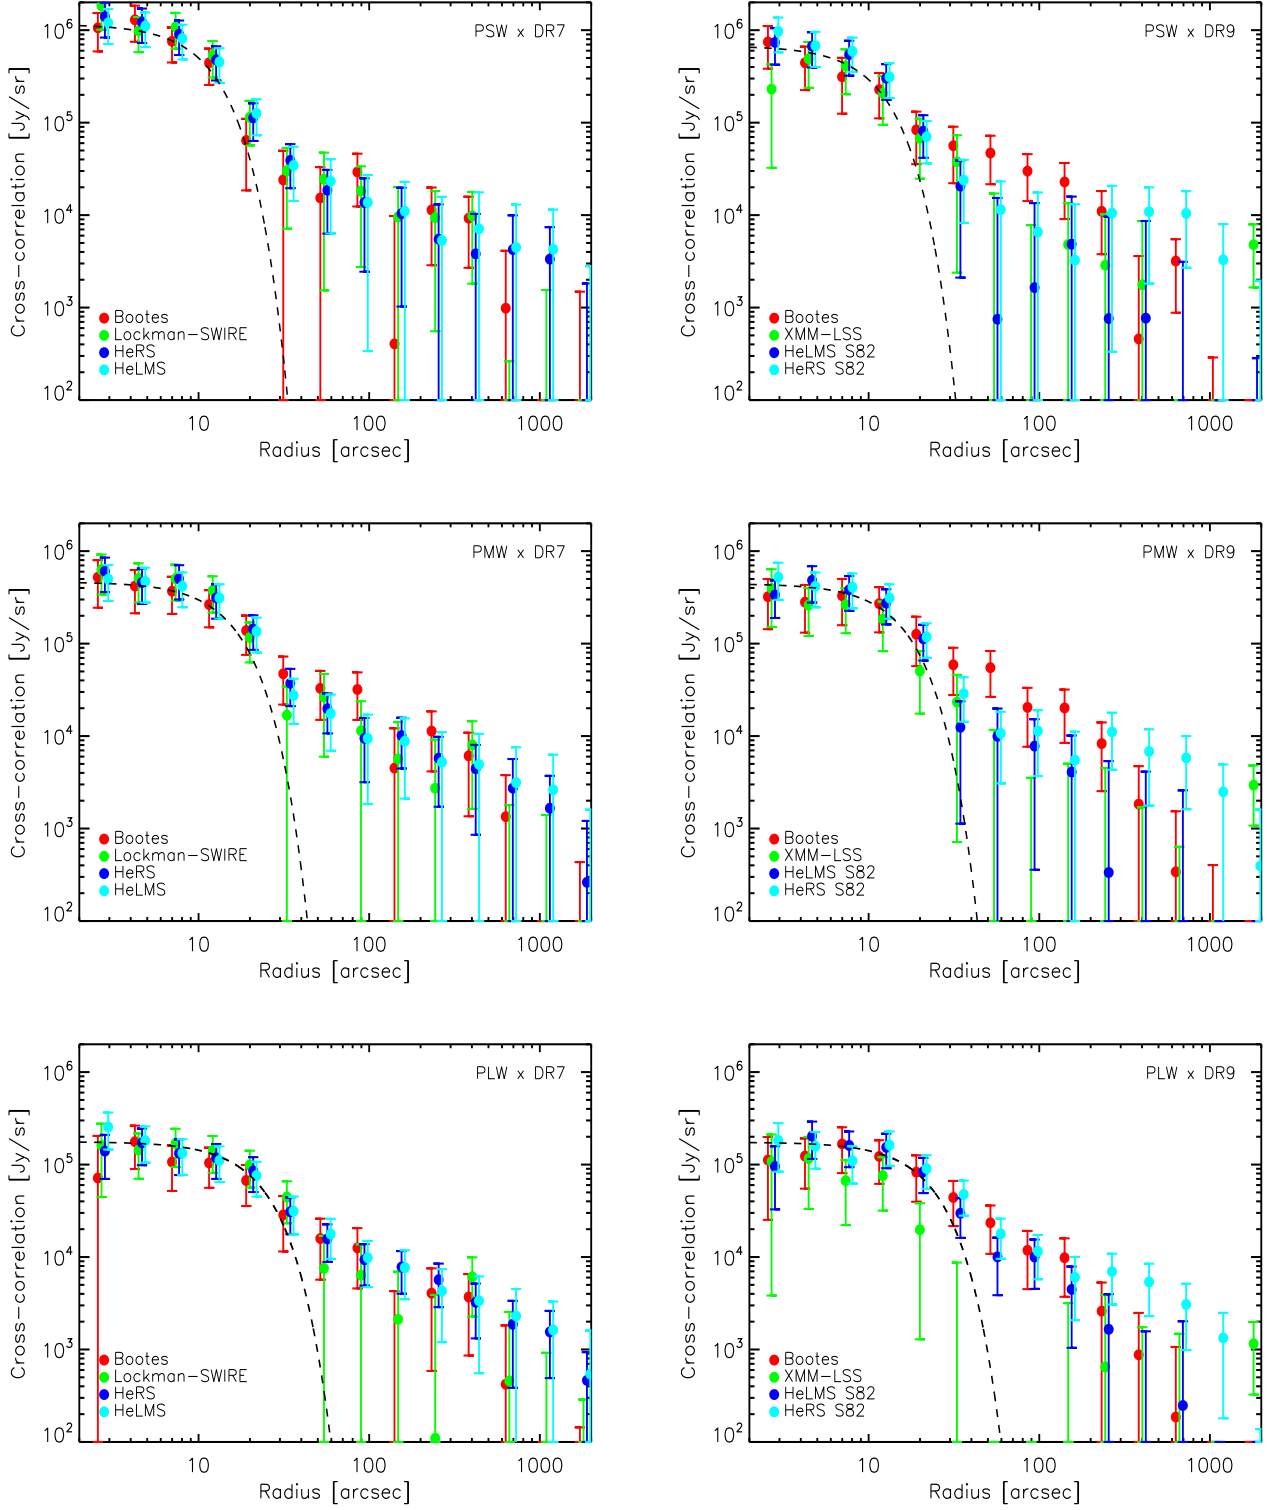 PSW x DR7
Cross-correlation [Jy/sr]
10^6
10^5
10^4
10^3
10^2
Bootes
Lockman-SWIRE
HeRS
HeLMS
10 100 1000
Radius [arcsec]
PSW x DR9
Cross-correlation [Jy/sr]
10^6
10^5
10^4
10^3
10^2
Bootes
XMM-LSS
HeLMS S82
HeRS S82
10 100 1000
Radius [arcsec]
PMW x DR7
Cross-correlation [Jy/sr]
10^6
10^5
10^4
10^3
10^2
Bootes
Lockman-SWIRE
HeRS
HeLMS
10 100 1000
Radius [arcsec]
PMW x DR9
Cross-correlation [Jy/sr]
10^6
10^5
10^4
10^3
10^2
Bootes
XMM-LSS
HeLMS S82
HeRS S82
10 100 1000
Radius [arcsec]
PLW x DR7
Cross-correlation [Jy/sr]
10^6
10^5
10^4
10^3
10^2
Bootes
Lockman-SWIRE
HeRS
HeLMS
10 100 1000
Radius [arcsec]
PLW x DR9
Cross-correlation [Jy/sr]
10^6
10^5
10^4
10^3
10^2
Bootes
XMM-LSS
HeLMS S82
HeRS S82
10 100 1000
Radius [arcsec]